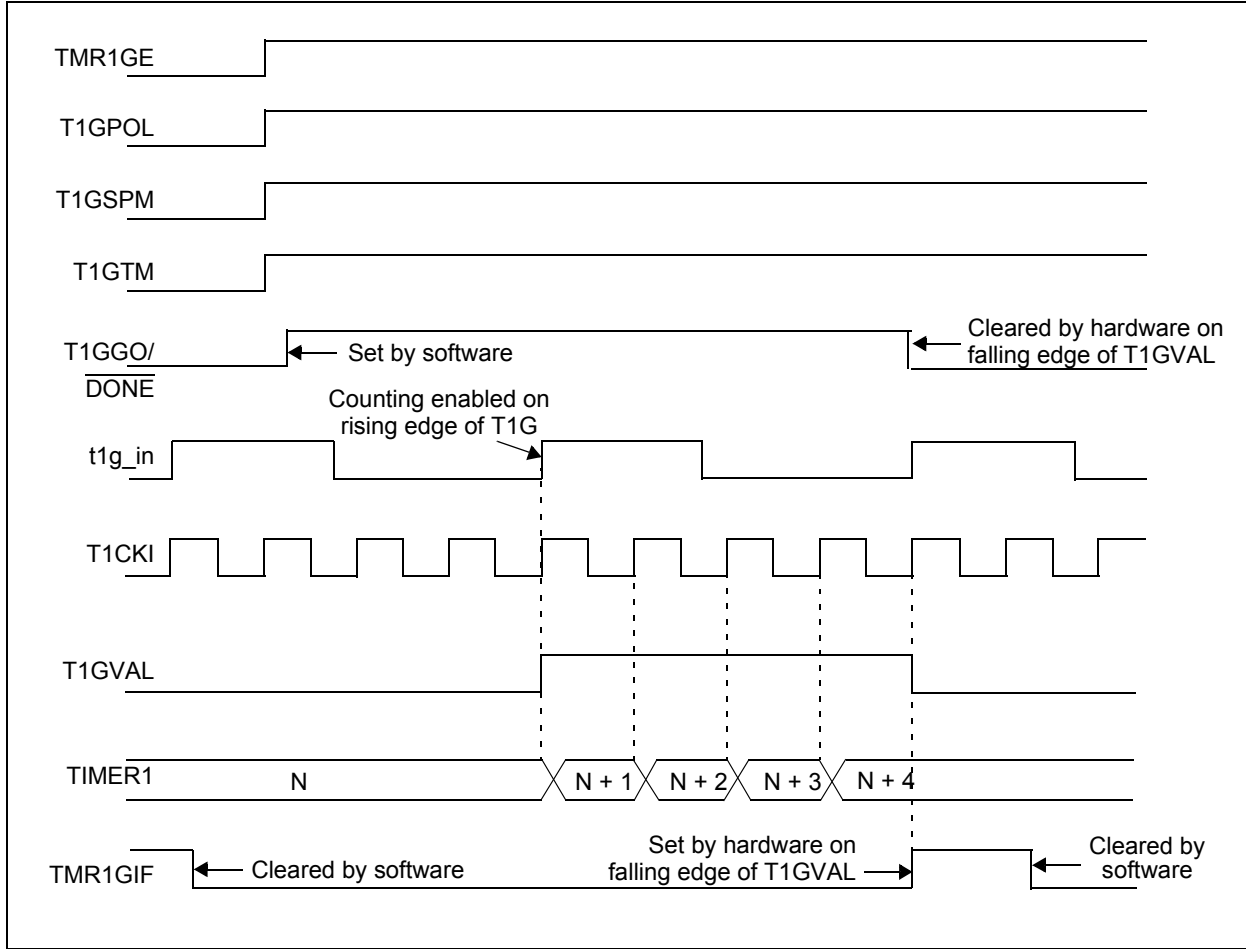 TMR1GE
T1GPOL
T1GSPM
T1GTM
T1GGO/
DONE
Set by software
Cleared by hardware on
falling edge of T1GVAL
Counting enabled on
rising edge of T1G
t1g_in
T1CKI
T1GVAL
TIMER1
N
N + 1
N + 2
N + 3
N + 4
TMR1GIF
Cleared by software
Set by hardware on
falling edge of T1GVAL
Cleared by
software